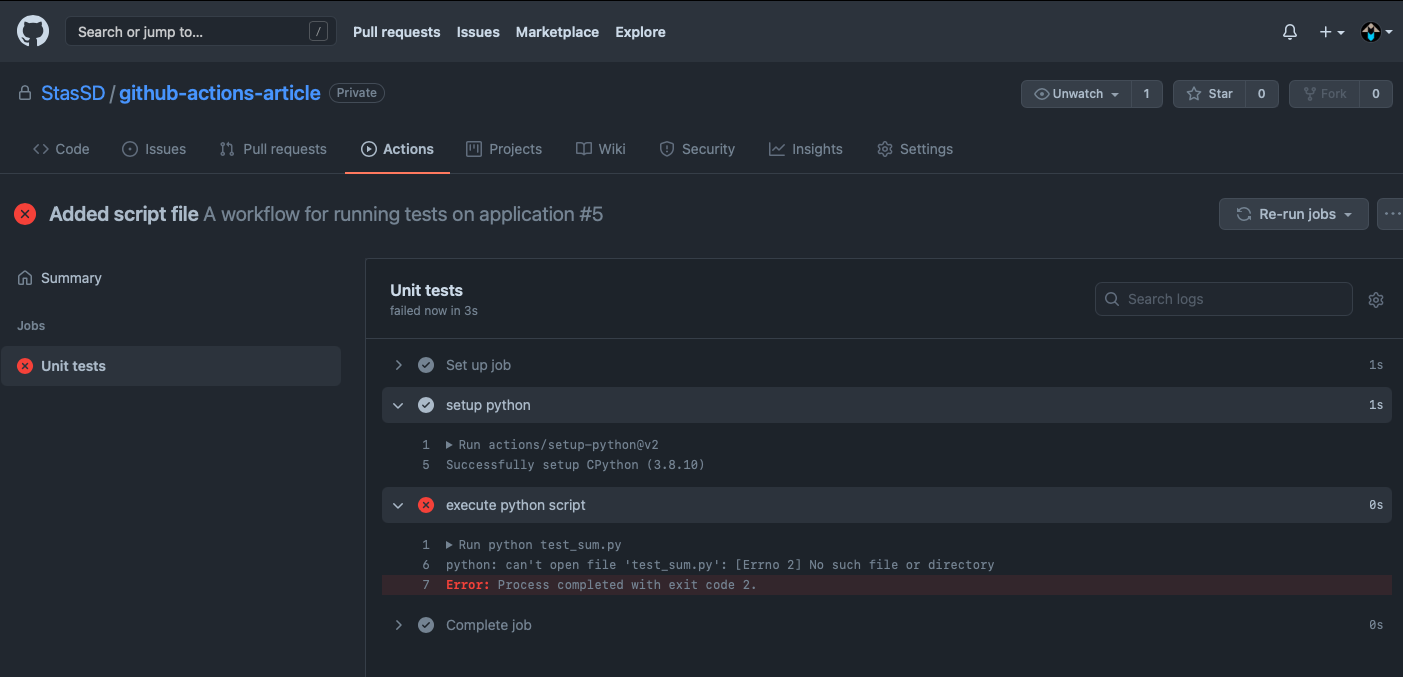 Search or jump to... /
Pull requests Issues Marketplace Explore
StasSD / github-actions-article Private
Unwatch 1 Star 0 Fork 0
Code Issues Pull requests Actions Projects Wiki Security Insights Settings
Added script file A workflow for running tests on application #5
Re-run jobs
Summary
Jobs
Unit tests
Unit tests
failed now in 3s
Search logs
Set up job 1s
setup python 1s
1 Run actions/setup-python@v2
5 Successfully setup CPython (3.8.10)
execute python script 0s
1 Run python test_sum.py
6 python: can't open file 'test_sum.py': [Errno 2] No such file or directory
7 Error: Process completed with exit code 2.
Complete job 0s